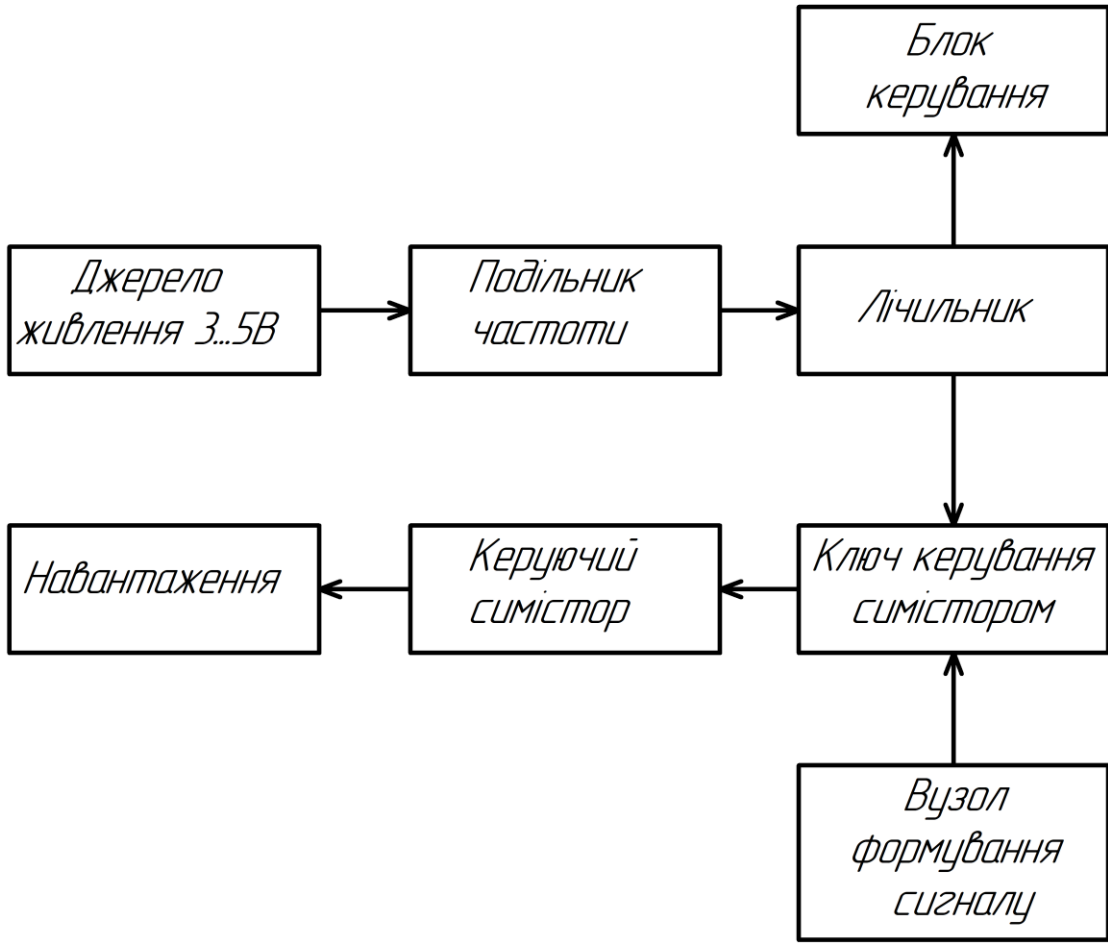 Блок
керування
Джерело
живлення 3...5В
Подільник
частоти
Лічильник
Навантаження
Керуючий
симістор
Ключ керування
симістором
Вузол
формування
сигналу